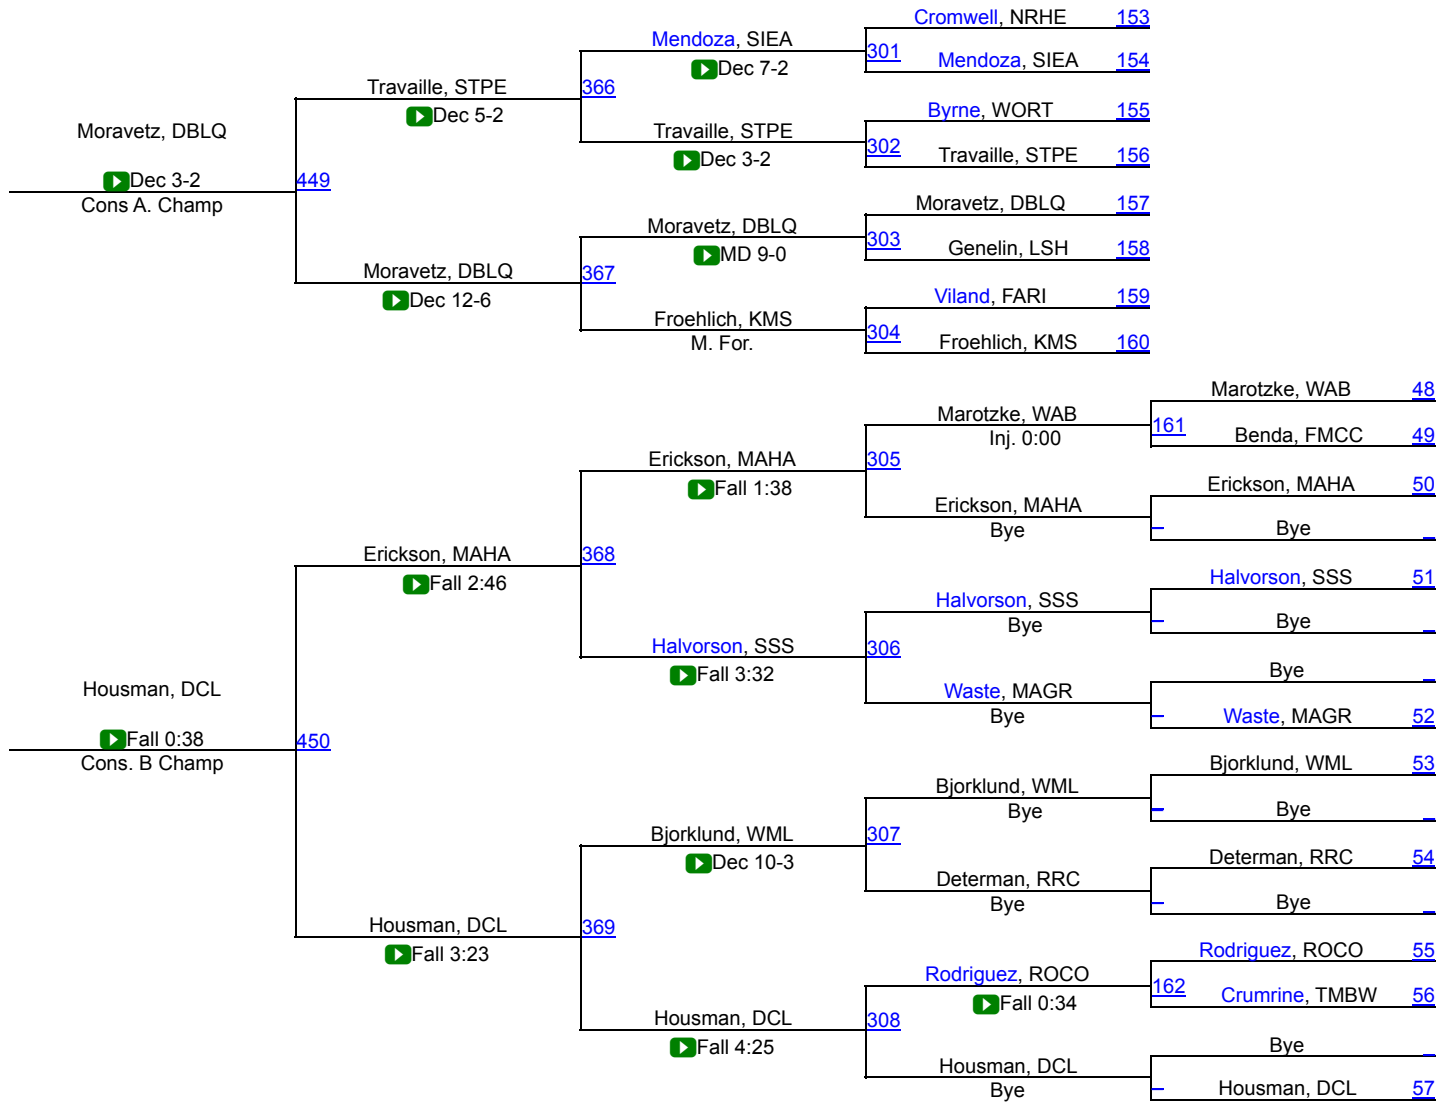 Cromwell, NRHE 153
Mendoza, SIEA
301
Mendoza, SIEA 154
Dec 7-2
Travaille, STPE
366
Dec 5-2
Byrne, WORT 155
Moravetz, DBLQ
Travaille, STPE
302
Travaille, STPE 156
Dec 3-2
Dec 3-2
449
Cons A. Champ
Moravetz, DBLQ 157
Moravetz, DBLQ
303
Genelin, LSH 158
MD 9-0
Moravetz, DBLQ
367
Dec 12-6
Viland, FARI 159
Froehlich, KMS
304
Froehlich, KMS 160
M. For.
Marotzke, WAB 48
Marotzke, WAB
161
Benda, FMCC 49
Inj. 0:00
Erickson, MAHA
305
Fall 1:38
Erickson, MAHA 50
Erickson, MAHA
Bye
Bye
Erickson, MAHA
368
Fall 2:46
Halvorson, SSS 51
Halvorson, SSS
Bye
Bye
Halvorson, SSS
306
Fall 3:32
Bye
Housman, DCL
Waste, MAGR
Bye
Waste, MAGR 52
Fall 0:38
450
Cons. B Champ
Bjorklund, WML 53
Bjorklund, WML
Bye
Bye
Bjorklund, WML
307
Dec 10-3
Determan, RRC 54
Determan, RRC
Bye
Bye
Housman, DCL
369
Fall 3:23
Rodriguez, ROCO 55
Rodriguez, ROCO
162
Crumrine, TMBW 56
Fall 0:34
Housman, DCL
308
Fall 4:25
Bye
Housman, DCL
Bye
Housman, DCL 57